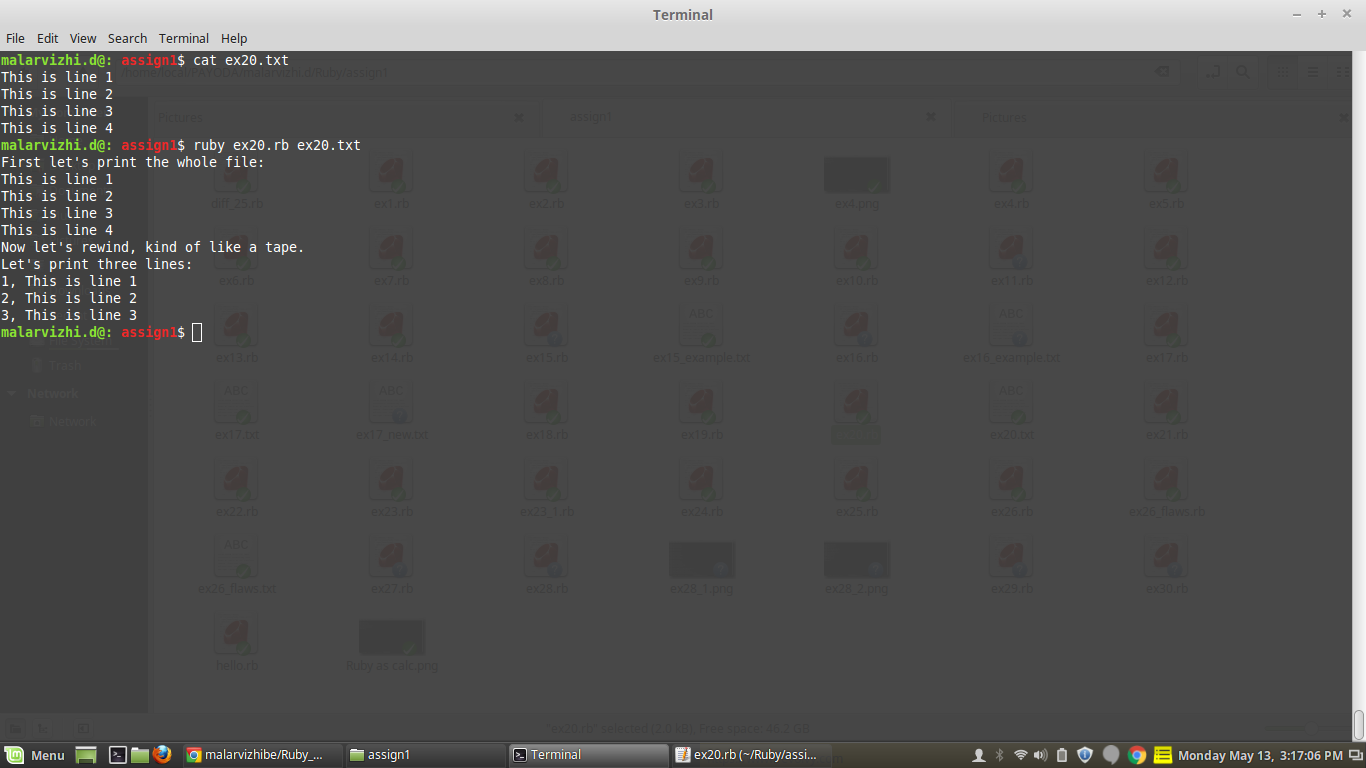 Terminal
File Edit View Search Terminal Help
malarvizhi.d@: assign1$ cat ex20.txt
This is line 1
This is line 2
This is line 3
This is line 4
malarvizhi.d@: assign1$ ruby ex20.rb ex20.txt
First let's print the whole file:
This is line 1
This is line 2
This is line 3
This is line 4
Now let's rewind, kind of like a tape.
Let's print three lines:
1, This is line 1
2, This is line 2
3, This is line 3
malarvizhi.d@: assign1$
Pictures assign1 Pictures
diff_25.rb ex1.rb ex2.rb ex3.rb ex4.png ex4.rb ex5.rb
ex6.rb ex7.rb ex8.rb ex9.rb ex10.rb ex11.rb ex12.rb
ex13.rb ex14.rb ex15.rb ex15_example.txt ex16.rb ex16_example.txt ex17.rb
Trash
Network
Network
ex17.txt ex17_new.txt ex18.rb ex19.rb ex20.txt ex21.rb
ex22.rb ex23.rb ex23_1.rb ex24.rb ex25.rb ex26.rb ex26_flaws.rb
ex26_flaws.txt ex27.rb ex28.rb ex28_1.png ex28_2.png ex29.rb ex30.rb
hello.rb Ruby as calc.png
"ex20.rb" selected (2.0 kB), Free space: 46.2 GB
Menu malarvizhibe/Ruby_... assign1 Terminal ex20.rb (~/Ruby/assi... Monday May 13, 3:17:06 PM